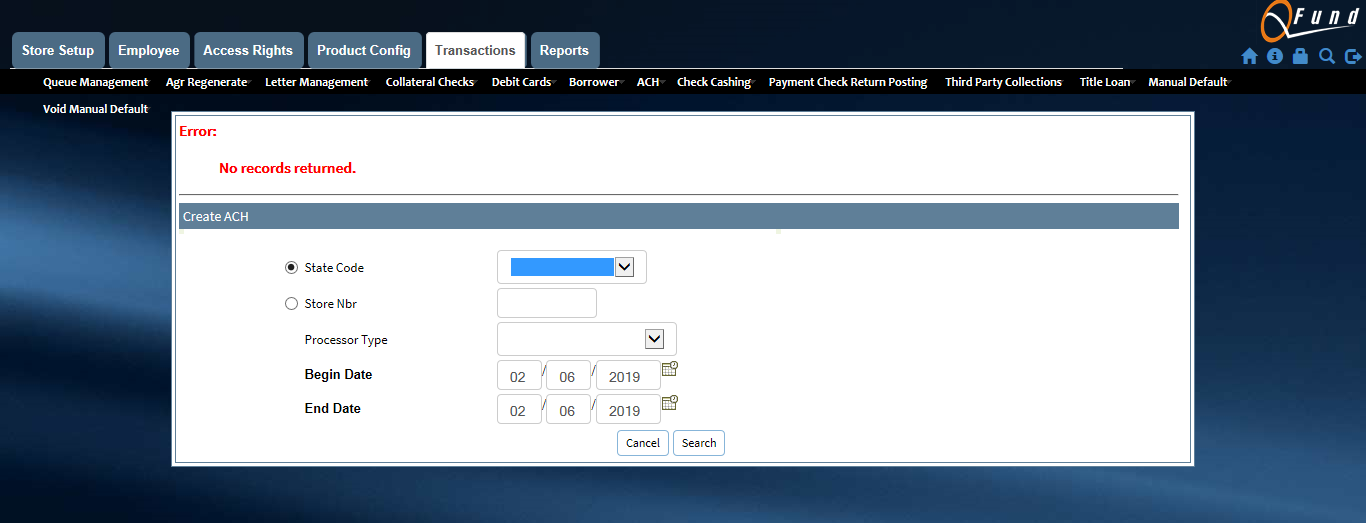 QFund
Store Setup Employee Access Rights Product Config Transactions Reports
Queue Management Agr Regenerate Letter Management Collateral Checks Debit Cards Borrower ACH Check Cashing Payment Check Return Posting Third Party Collections Title Loan Manual Default
Void Manual Default
Error:
No records returned.
Create ACH
State Code
Store Nbr
Processor Type
Begin Date 02 / 06 / 2019
End Date 02 / 06 / 2019
Cancel Search